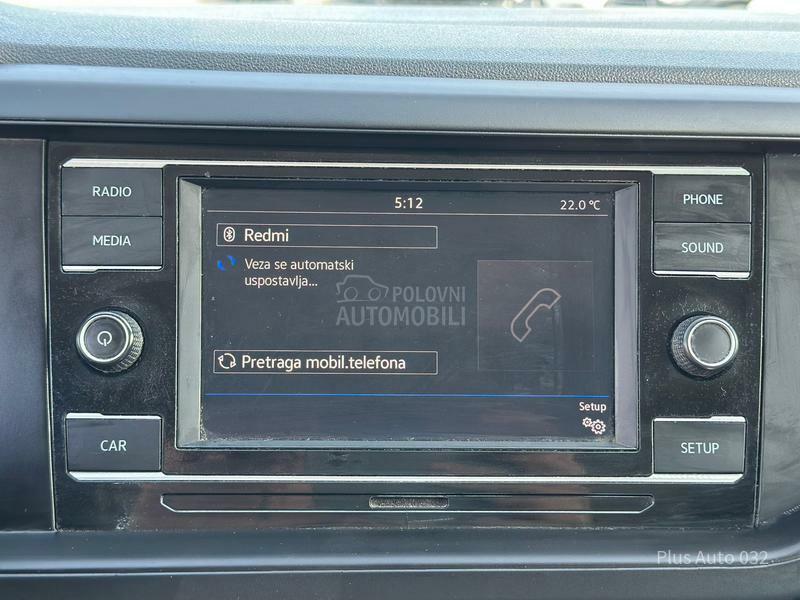 RADIO
MEDIA
CAR
5:12
22.0 °C
Redmi
Veza se automatski
uspostavlja...
POLOVNI
AUTOMOBILI
Pretraga mobil.telefona
Setup
PHONE
SOUND
SETUP
Plus Auto 032